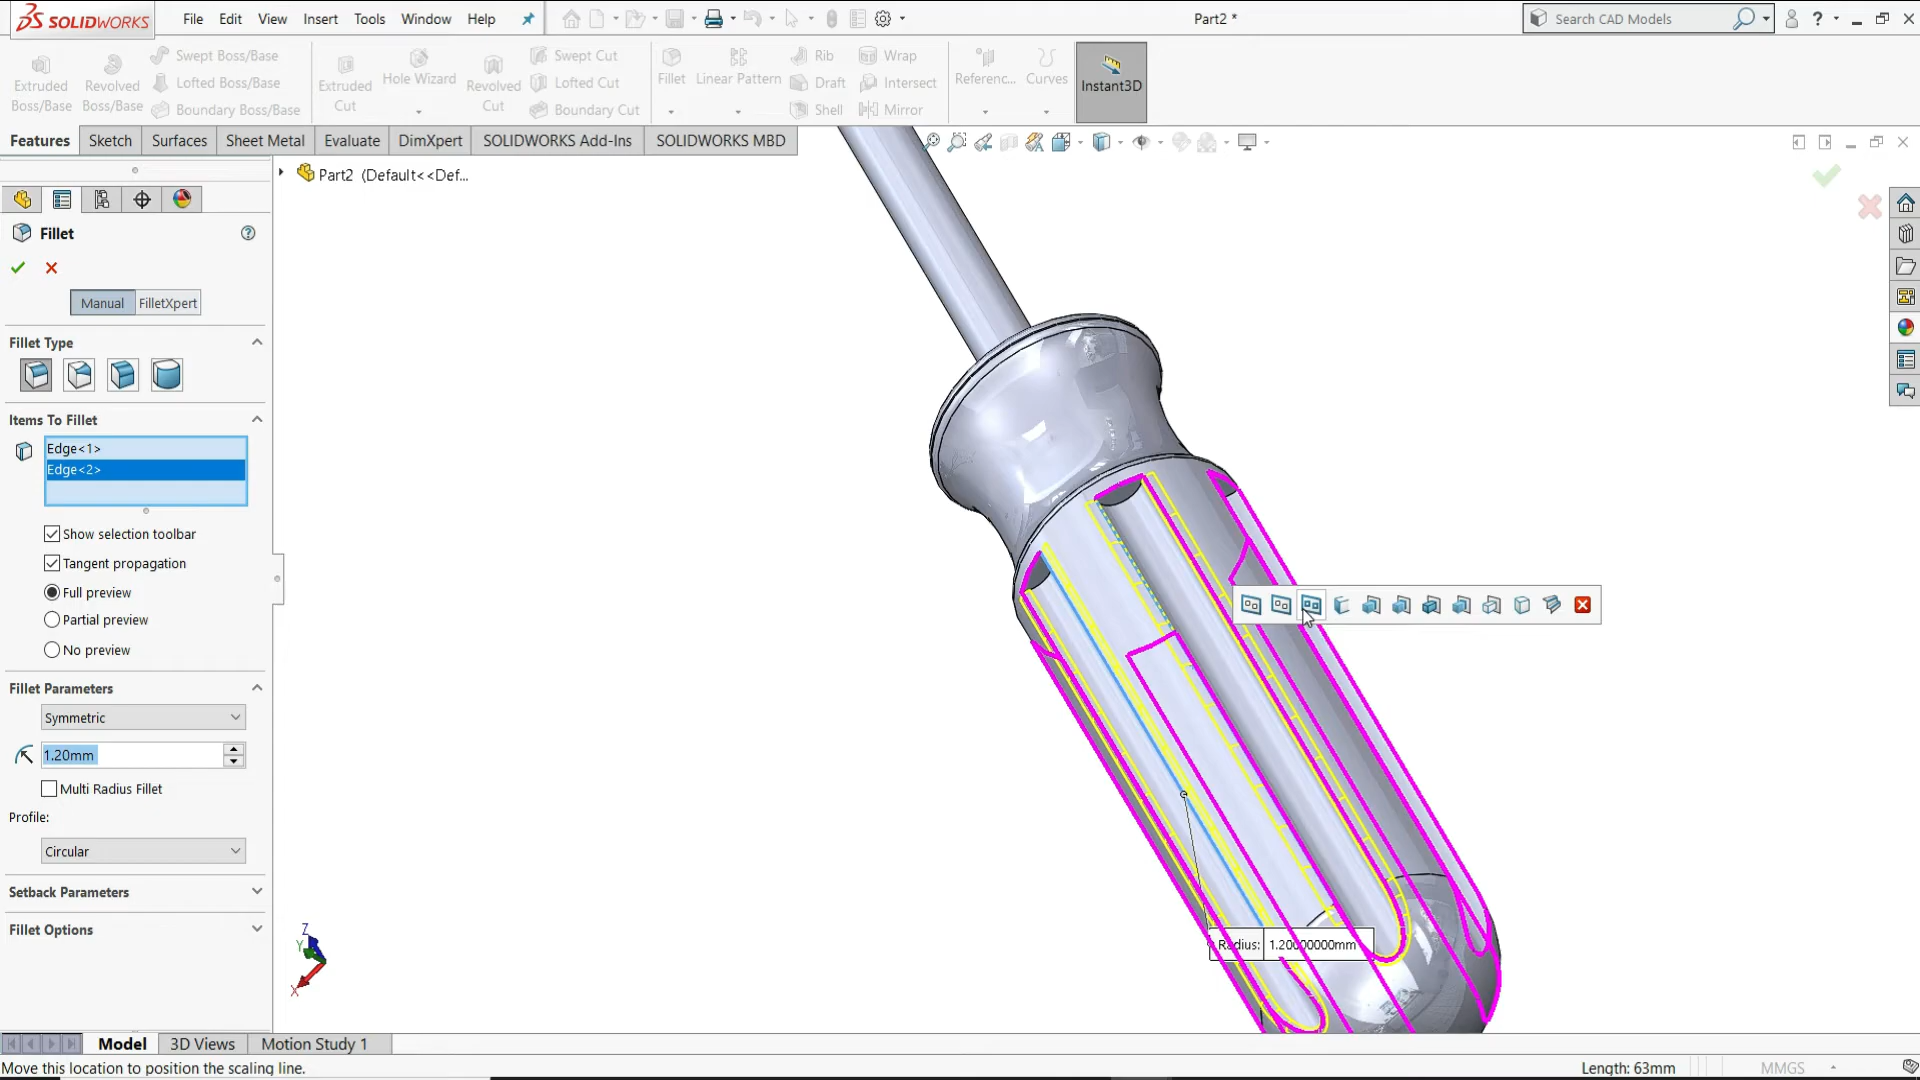 SOLIDWORKS
File Edit View Insert Tools Window Help
Part2 *
Search CAD Models
Extruded Boss/Base
Revolved Boss/Base
Swept Boss/Base
Lofted Boss/Base
Boundary Boss/Base
Extruded Cut
Hole Wizard
Revolved Cut
Swept Cut
Lofted Cut
Boundary Cut
Fillet
Linear Pattern
Rib
Draft
Shell
Wrap
Intersect
Mirror
Referenc...
Curves
Instant3D
Features Sketch Surfaces Sheet Metal Evaluate DimXpert SOLIDWORKS Add-Ins SOLIDWORKS MBD
Part2 (Default<<Def...
Fillet
Manual FilletXpert
Fillet Type
Items To Fillet
Edge<1>
Edge<2>
Show selection toolbar
Tangent propagation
Full preview
Partial preview
No preview
Fillet Parameters
Symmetric
1.20mm
Multi Radius Fillet
Profile:
Circular
Setback Parameters
Fillet Options
Radius: 1.20000000mm
Z
Y
X
Model 3D Views Motion Study 1
Move this location to position the scaling line.
Length: 63mm
MMGS